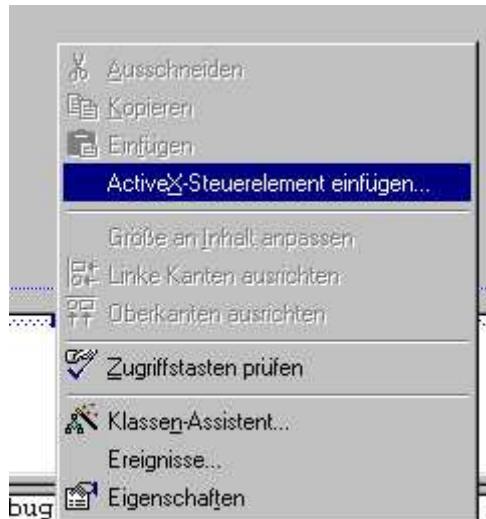 Ausschneiden
Kopieren
Einfügen
ActiveX-Steuerelement einfügen...
Größe an Inhalt anpassen
Linke Kanten ausrichten
Oberkanten ausrichten
Zugriffstasten prüfen
Klassen-Assistent...
Ereignisse...
bug
Eigenschaften